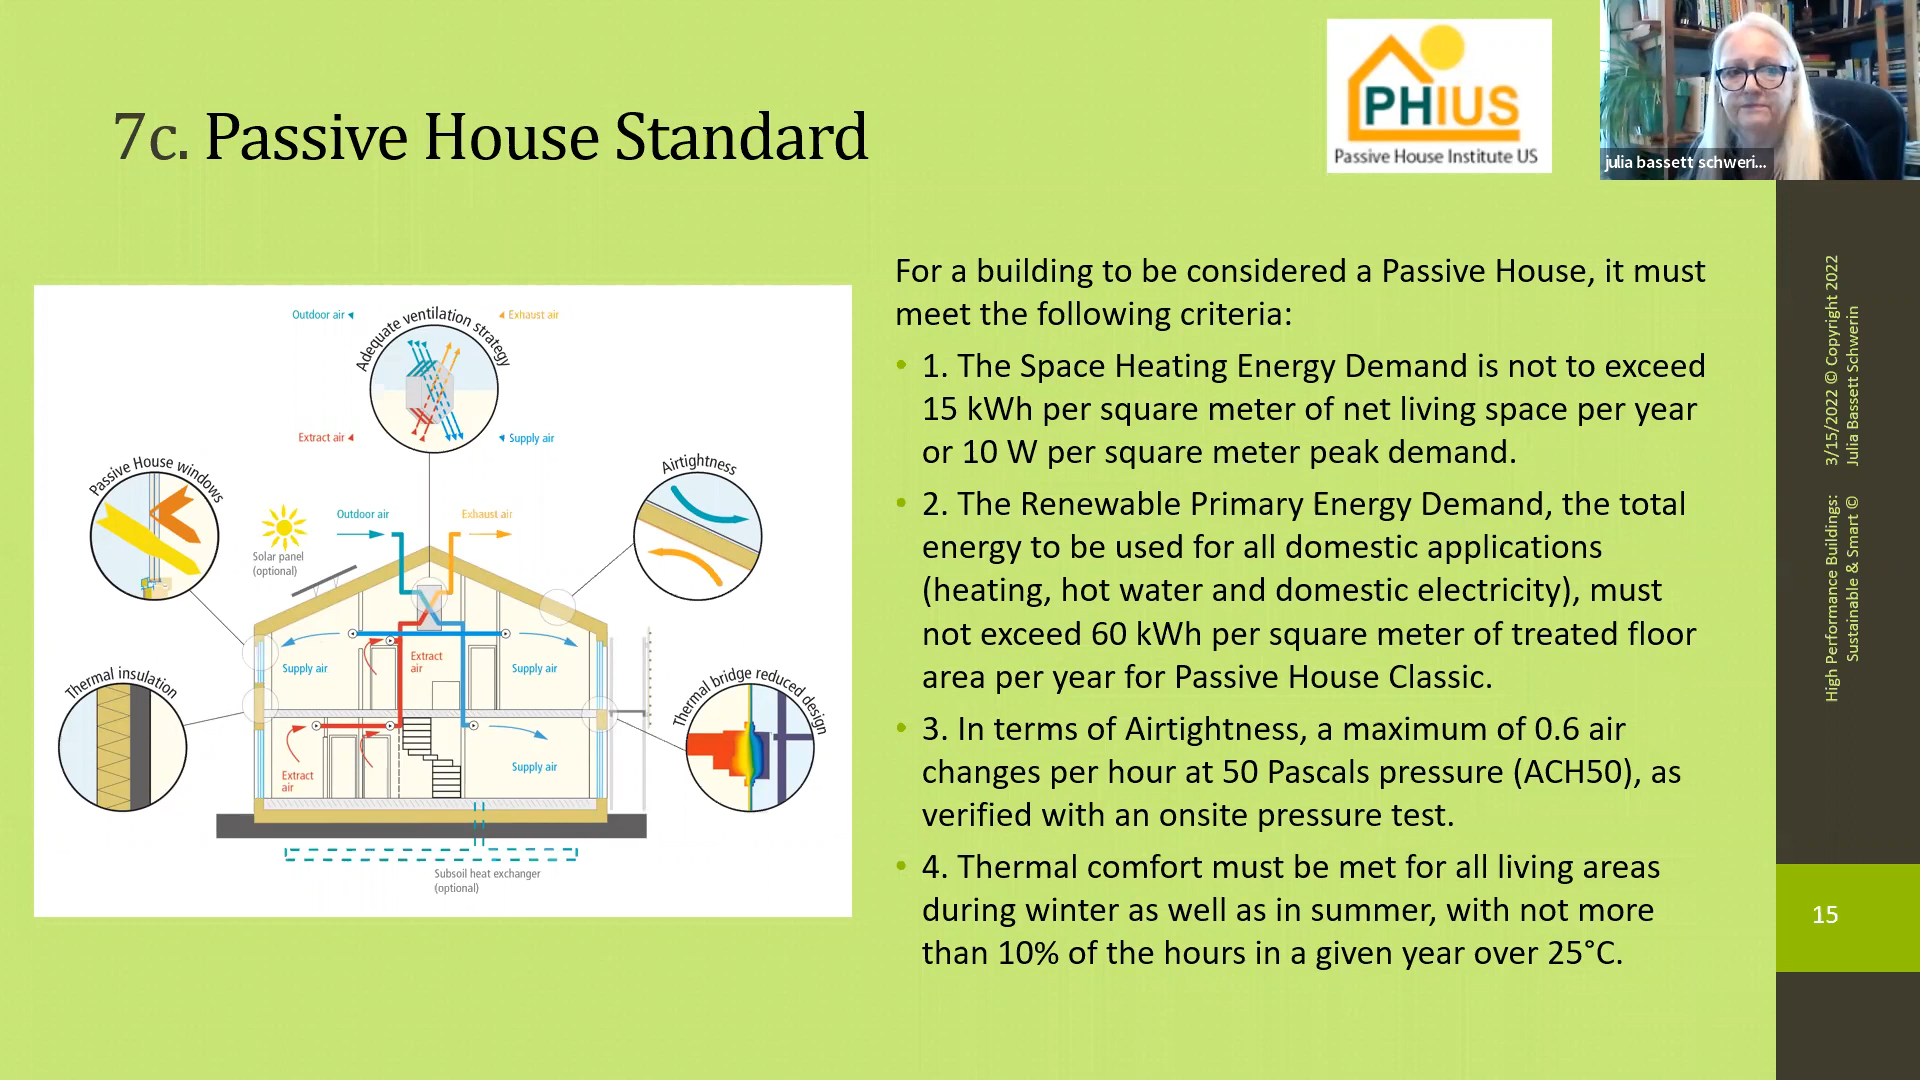 7c. Passive House Standard
PHIUS
Passive House Institute US
julia bassett schweri...
For a building to be considered a Passive House, it must
meet the following criteria:
• 1. The Space Heating Energy Demand is not to exceed
15 kWh per square meter of net living space per year
or 10 W per square meter peak demand.
• 2. The Renewable Primary Energy Demand, the total
energy to be used for all domestic applications
(heating, hot water and domestic electricity), must
not exceed 60 kWh per square meter of treated floor
area per year for Passive House Classic.
• 3. In terms of Airtightness, a maximum of 0.6 air
changes per hour at 50 Pascals pressure (ACH50), as
verified with an onsite pressure test.
• 4. Thermal comfort must be met for all living areas
during winter as well as in summer, with not more
than 10% of the hours in a given year over 25°C.
Outdoor air
Adequate ventilation strategy
Exhaust air
Extract air
Supply air
Passive House windows
Airtightness
Solar panel
(optional)
Outdoor air
Exhaust air
Supply air
Extract
air
Supply air
Thermal insulation
Thermal bridge reduced design
Extract
air
Supply air
Subsoil heat exchanger
(optional)
3/15/2022 © Copyright 2022
Julia Bassett Schwerin
High Performance Buildings:
Sustainable & Smart ©
15